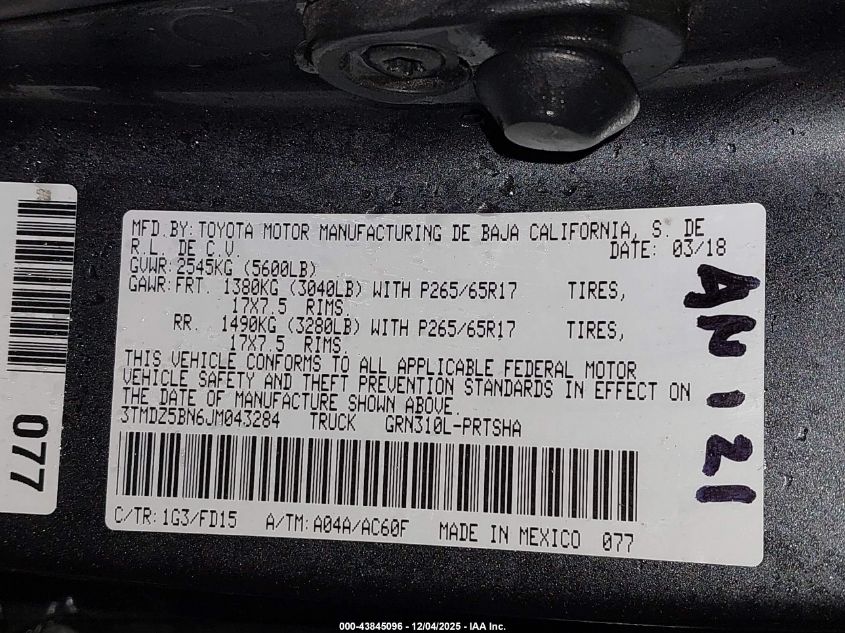 MFD.BY: TOYOTA MOTOR MANUFACTURING DE BAJA CALIFORNIA, S. DE
R.L. DE C.V. DATE: 03/18
GVWR: 2545KG (5600LB)
GAWR: FRT. 1380KG (3040LB) WITH P265/65R17 TIRES,
17X7.5 RIMS.
RR. 1490KG (3280LB) WITH P265/65R17 TIRES,
17X7.5 RIMS.
THIS VEHICLE CONFORMS TO ALL APPLICABLE FEDERAL MOTOR
VEHICLE SAFETY AND THEFT PREVENTION STANDARDS IN EFFECT ON
THE DATE OF MANUFACTURE SHOWN ABOVE.
3TMDZ5BN6JM043284 TRUCK GRN310L-PRTSHA
C/TR: 1G3/FD15 A/TM: A04A/AC60F MADE IN MEXICO 077
077
000-43845096 - 12/04/2025 - IAA Inc.